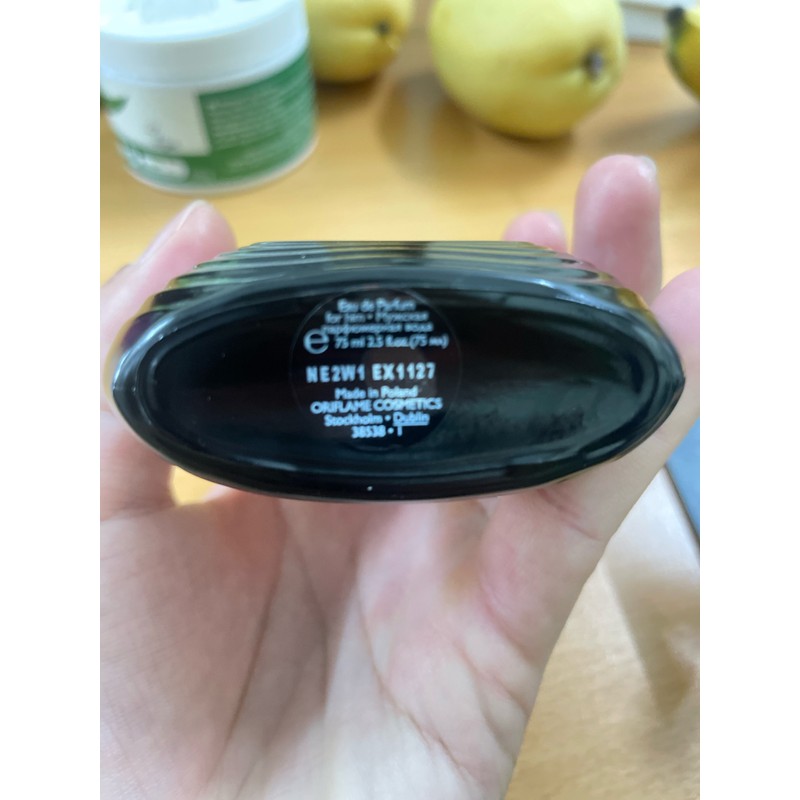 Eau de Parfum
for him • Мужская
парфюмерная вода
℮ 75 ml 2.5 fl.oz.(75 мл)
NE2W1 EX1127
Made in Poland
ORIFLAME COSMETICS
Stockholm • Dublin
38538 • 1